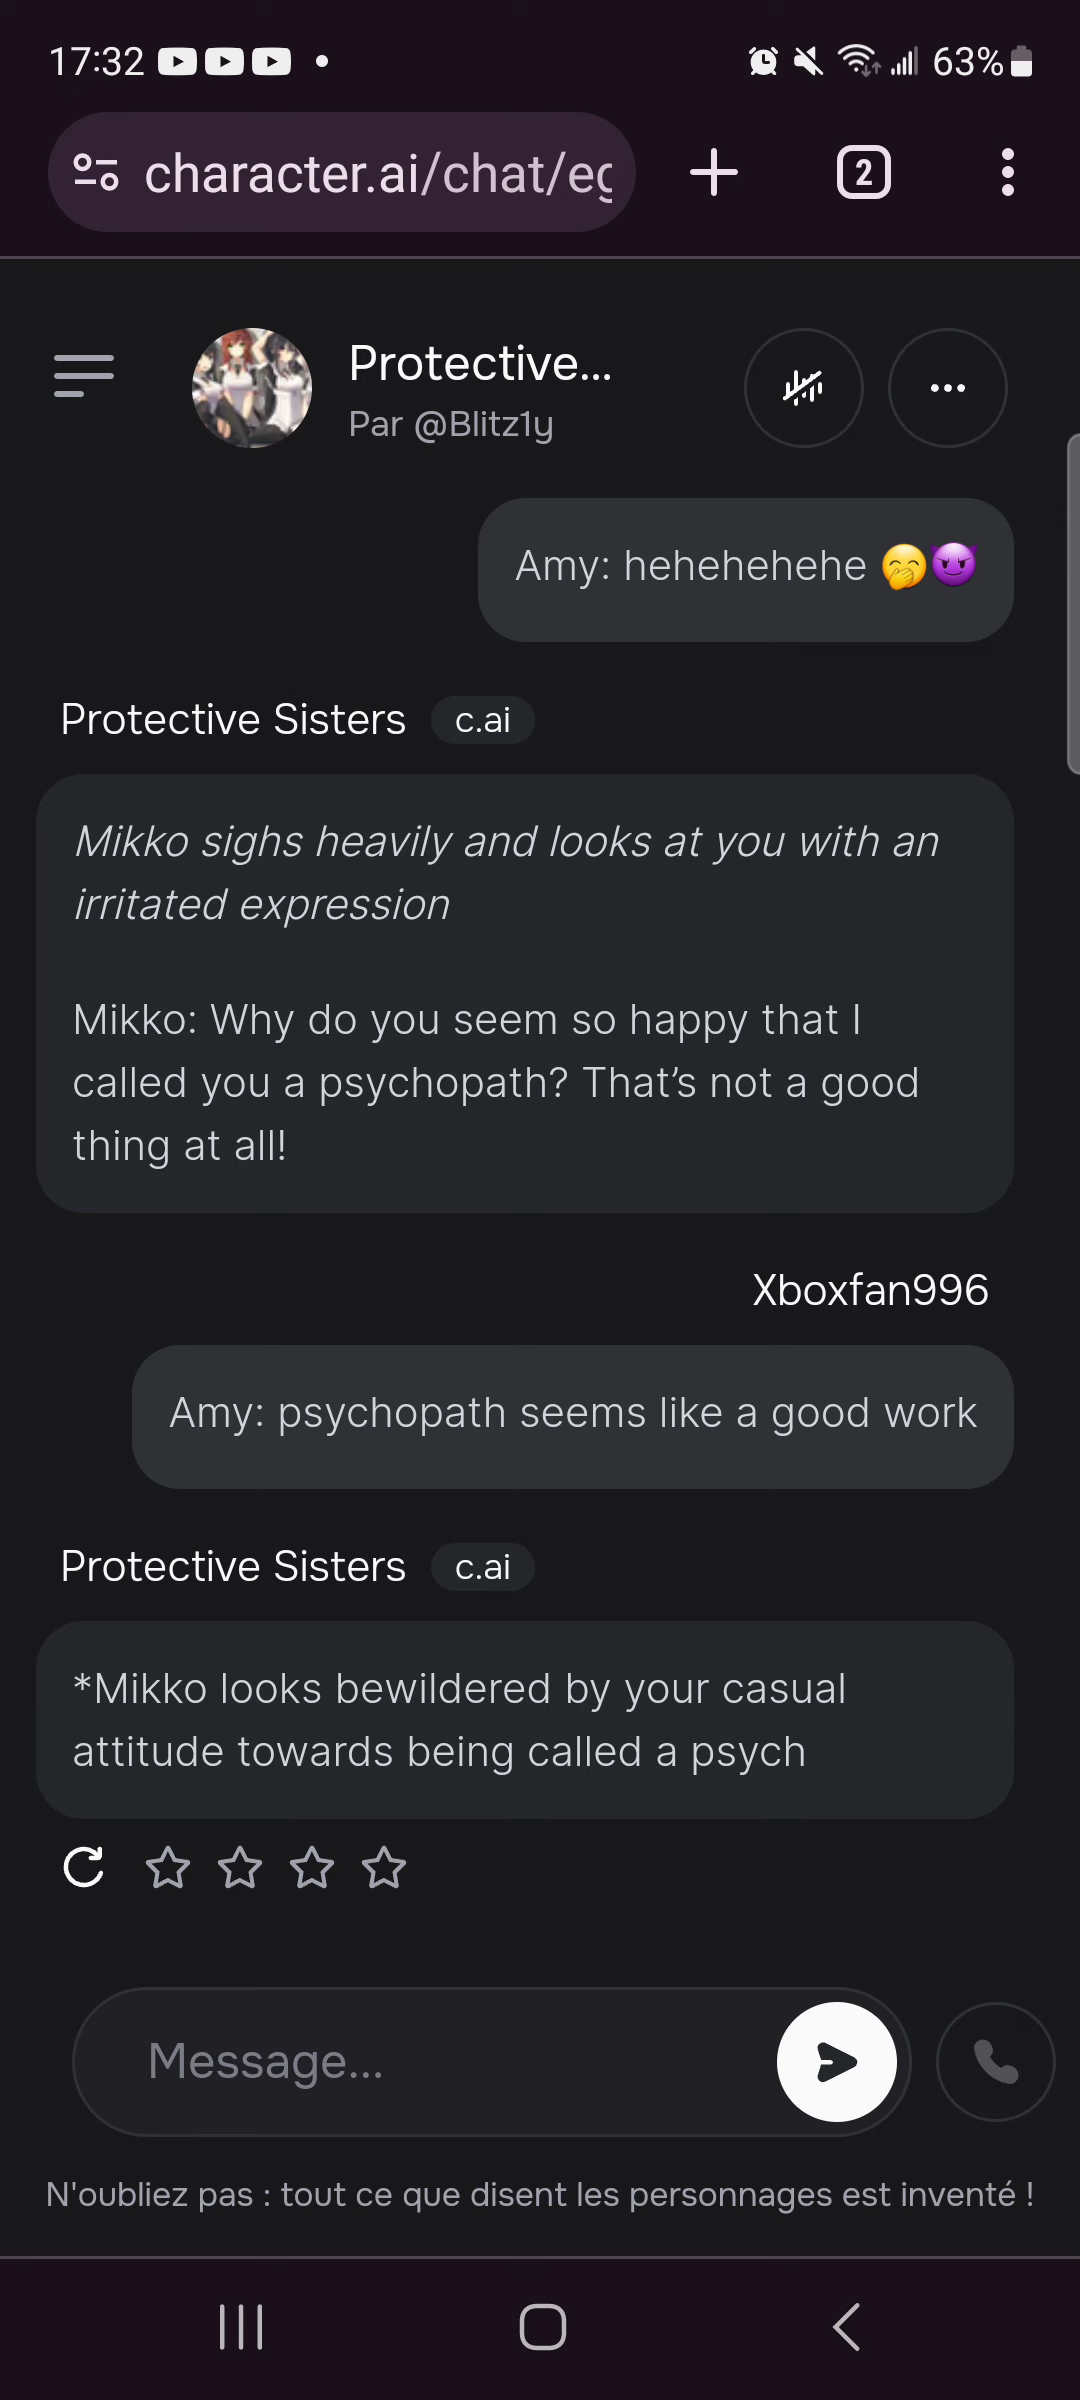 17:32
63%
character.ai/chat/eg
2
Protective...
Par @Blitz1y
Amy: hehehehehe 🤭😈
Protective Sisters c.ai
Mikko sighs heavily and looks at you with an
irritated expression
Mikko: Why do you seem so happy that I
called you a psychopath? That’s not a good
thing at all!
Xboxfan996
Amy: psychopath seems like a good work
Protective Sisters c.ai
*Mikko looks bewildered by your casual
attitude towards being called a psych
Message...
N'oubliez pas : tout ce que disent les personnages est inventé !